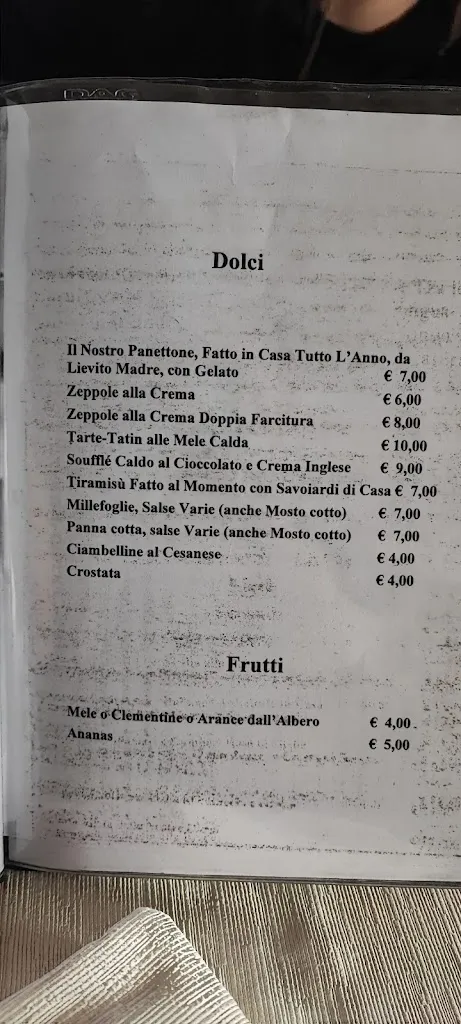 Dolci
Il Nostro Panettone, Fatto in Casa Tutto L'Anno, da
Lievito Madre, con Gelato € 7,00
Zeppole alla Crema € 6,00
Zeppole alla Crema Doppia Farcitura € 8,00
Tarte-Tatin alle Mele Calda € 10,00
Soufflé Caldo al Cioccolato e Crema Inglese € 9,00
Tiramisù Fatto al Momento con Savoiardi di Casa € 7,00
Millefoglie, Salse Varie (anche Mosto cotto) € 7,00
Panna cotta, salse Varie (anche Mosto cotto) € 7,00
Ciambelline al Cesanese € 4,00
Crostata € 4,00
Frutti
Mele o Clementine o Arance dall'Albero € 4,00
Ananas € 5,00